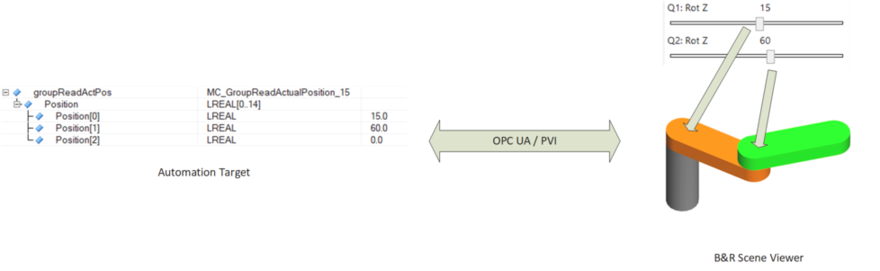 Q1: Rot Z 15
Q2: Rot Z 60
groupReadActPos MC_GroupReadActualPosition_15
Position LREAL[0..14]
Position[0] LREAL 15.0
Position[1] LREAL 60.0
Position[2] LREAL 0.0
OPC UA / PVI
Automation Target
B&R Scene Viewer